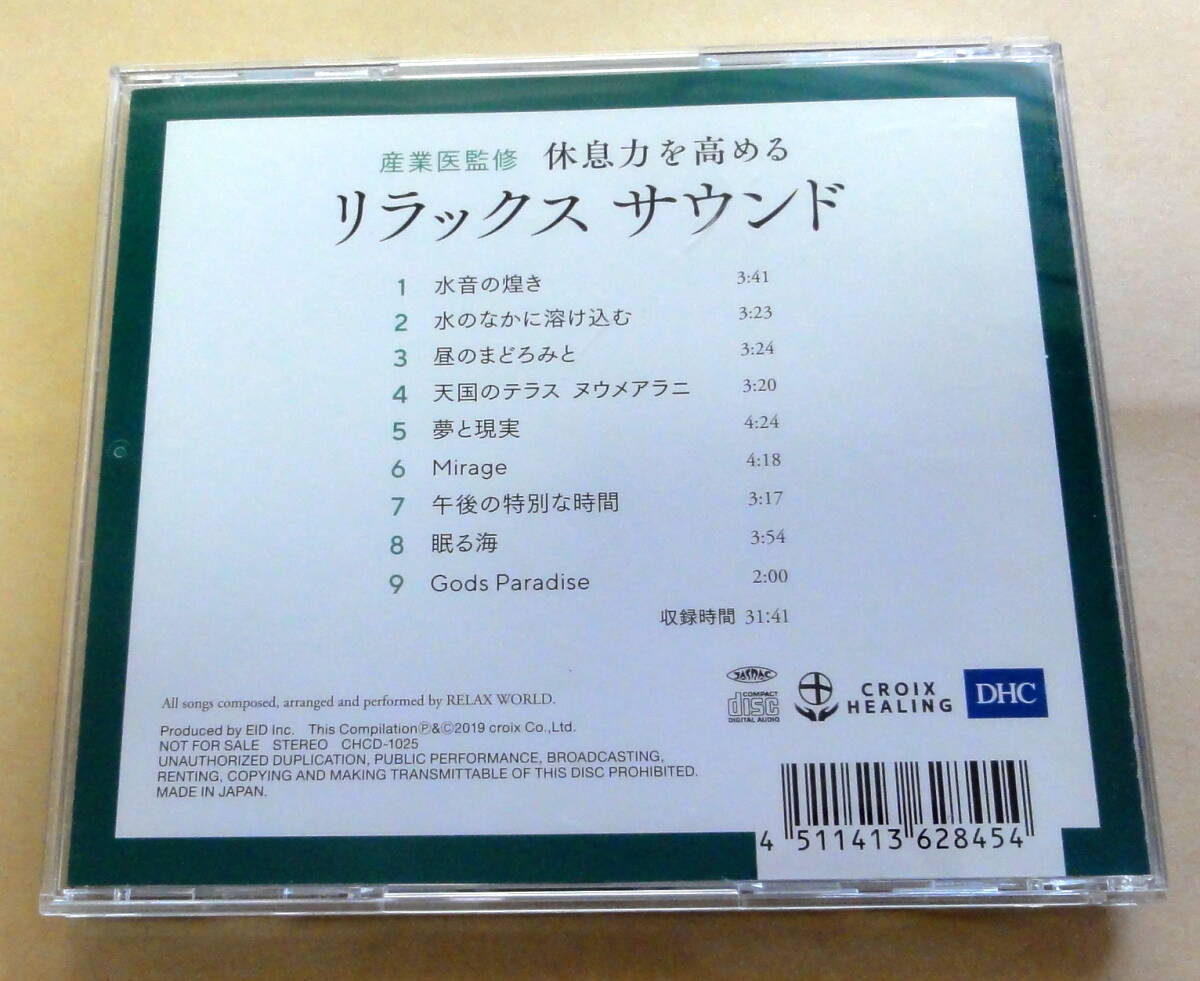 産業医監修 休息力を高める
リラックス サウンド
1 水音の煌き 3:41
2 水のなかに溶け込む 3:23
3 昼のまどろみと 3:24
4 天国のテラス ヌウメアラニ 3:20
5 夢と現実 4:24
6 Mirage 4:18
7 午後の特別な時間 3:17
8 眠る海 3:54
9 Gods Paradise 2:00
収録時間 31:41
All songs composed, arranged and performed by RELAX WORLD.
Produced by EID Inc. This Compilation℗&©2019 croix Co.,Ltd.
NOT FOR SALE STEREO CHCD-1025
UNAUTHORIZED DUPLICATION, PUBLIC PERFORMANCE, BROADCASTING,
RENTING, COPYING AND MAKING TRANSMITTABLE OF THIS DISC PROHIBITED.
MADE IN JAPAN.
JASRAC
COMPACT
disc
DIGITAL AUDIO
CROIX
HEALING
DHC
4 511413 628454